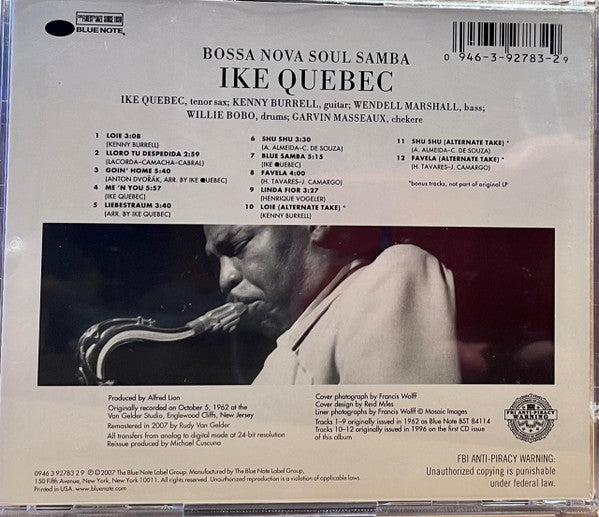 THE FINEST IN JAZZ SINCE 1939
BLUE NOTE
BOSSA NOVA SOUL SAMBA
IKE QUEBEC
0 946-3-92783-2 9
IKE QUEBEC, tenor sax; KENNY BURRELL, guitar; WENDELL MARSHALL, bass;
WILLIE BOBO, drums; GARVIN MASSEAUX, chekere
1 LOIE 3:08
(KENNY BURRELL)
2 LLORO TU DESPEDIDA 2:59
(LACORDA–CAMACHA–CABRAL)
3 GOIN' HOME 5:40
(ANTON DVOŘÁK, ARR. BY IKE QUEBEC)
4 ME 'N YOU 5:57
(IKE QUEBEC)
5 LIEBESTRAUM 3:40
(ARR. BY IKE QUEBEC)
6 SHU SHU 3:30
(A. ALMEIDA–C. DE SOUZA)
7 BLUE SAMBA 5:15
(IKE QUEBEC)
8 FAVELA 4:00
(H. TAVARES–J. CAMARGO)
9 LINDA FIOR 3:27
(HENRIQUE VOGELER)
10 LOIE (ALTERNATE TAKE) *
(KENNY BURRELL)
11 SHU SHU (ALTERNATE TAKE) *
(A. ALMEIDA–C. DE SOUZA)
12 FAVELA (ALTERNATE TAKE) *
(H. TAVARES–J. CAMARGO)
*bonus tracks, not part of original LP
Produced by Alfred Lion
Originally recorded on October 5, 1962 at the
Van Gelder Studio, Englewood Cliffs, New Jersey
Remastered in 2007 by Rudy Van Gelder
All transfers from analog to digital made at 24-bit resolution
Reissue produced by Michael Cuscuna
Cover photograph by Francis Wolff
Cover design by Reid Miles
Liner photographs by Francis Wolff © Mosaic Images
Tracks 1–9 originally issued in 1962 as Blue Note BST 84114
Tracks 10–12 originally issued in 1996 on the first CD issue
of this album
FBI ANTI-PIRACY
WARNING
FBI ANTI-PIRACY WARNING:
Unauthorized copying is punishable
under federal law.
0946 3 92783 2 9 ℗©2007 The Blue Note Label Group. Manufactured by The Blue Note Label Group,
150 Fifth Avenue, New York, New York 10011. All rights reserved. Unauthorized reproduction is a violation of applicable laws.
Printed in USA. www.bluenote.com